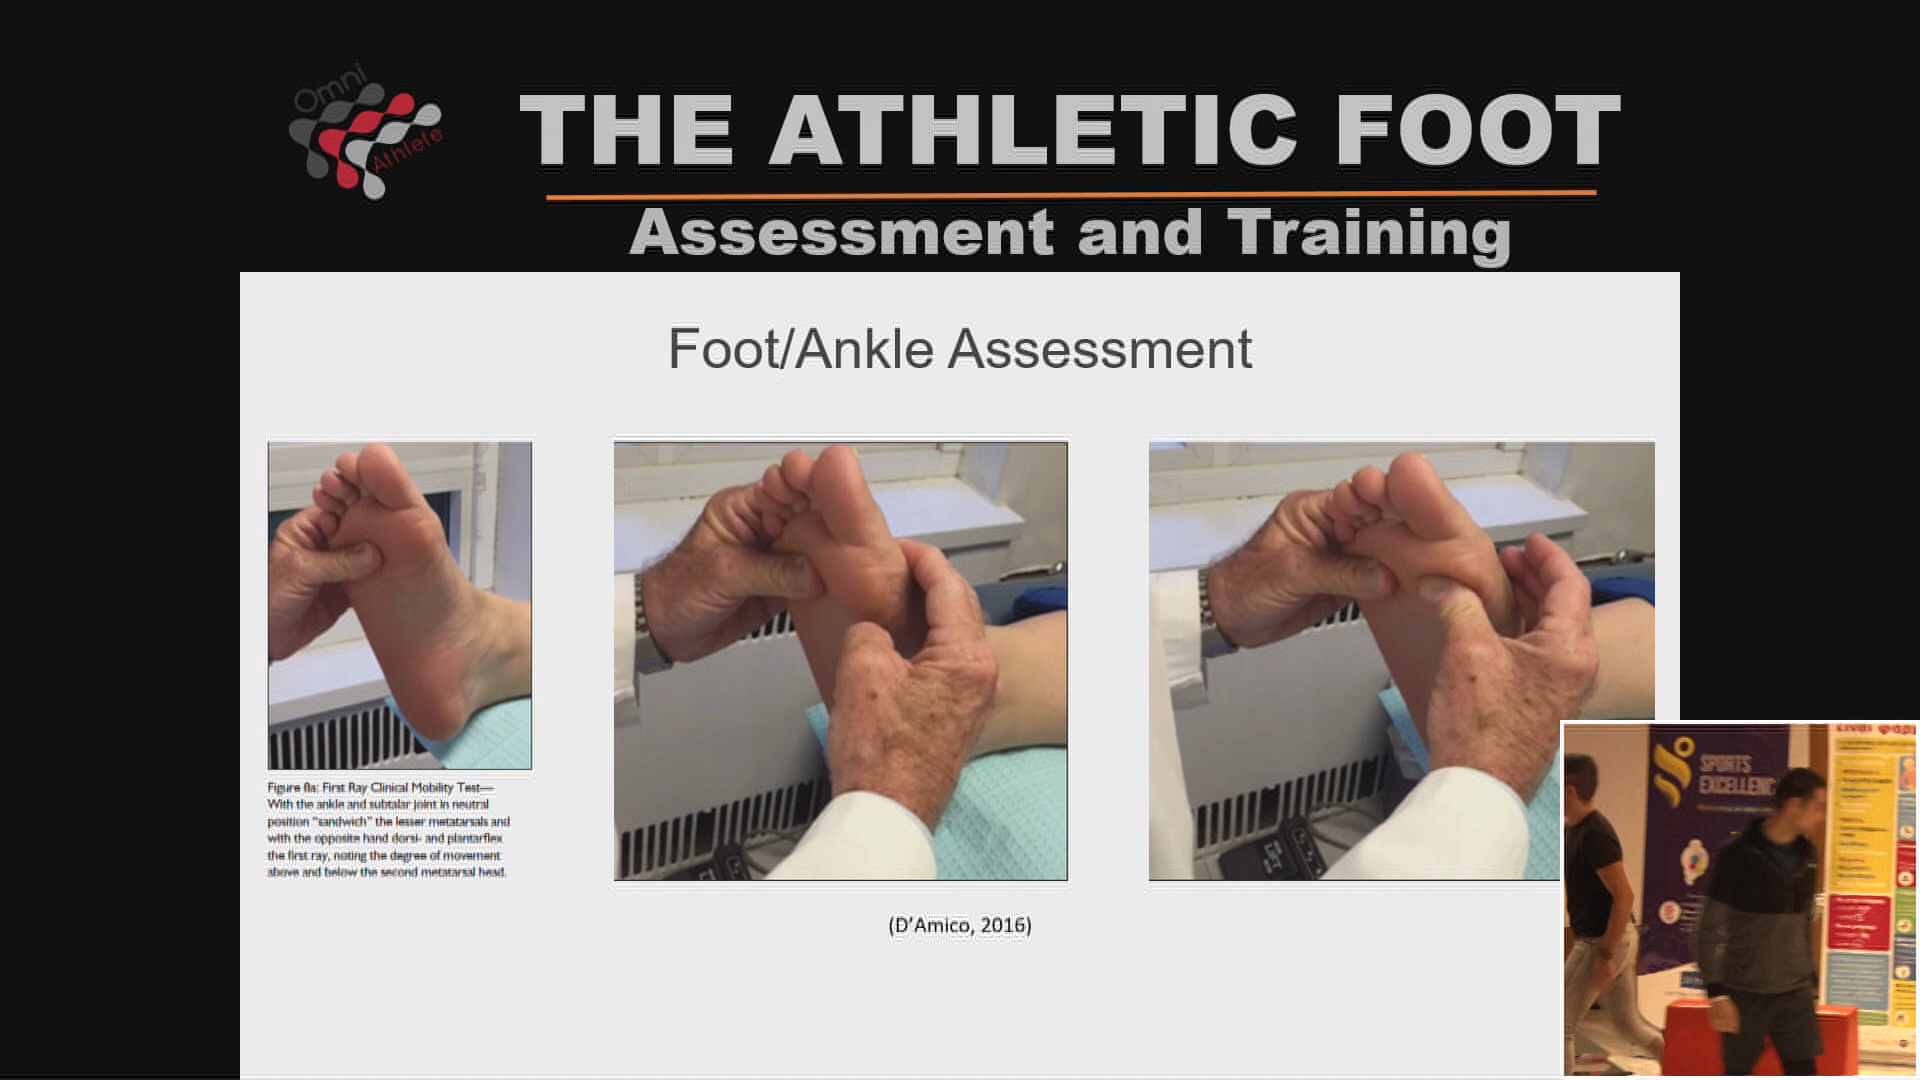 Omni
Athlete
THE ATHLETIC FOOT
Assessment and Training
Foot/Ankle Assessment
Figure 8a: First Ray Clinical Mobility Test—
With the ankle and subtalar joint in neutral
position "sandwich" the lesser metatarsals and
with the opposite hand dorsi- and plantarflex
the first ray, noting the degree of movement
above and below the second metatarsal head.
(D'Amico, 2016)
SPORTS
EXCELLENC